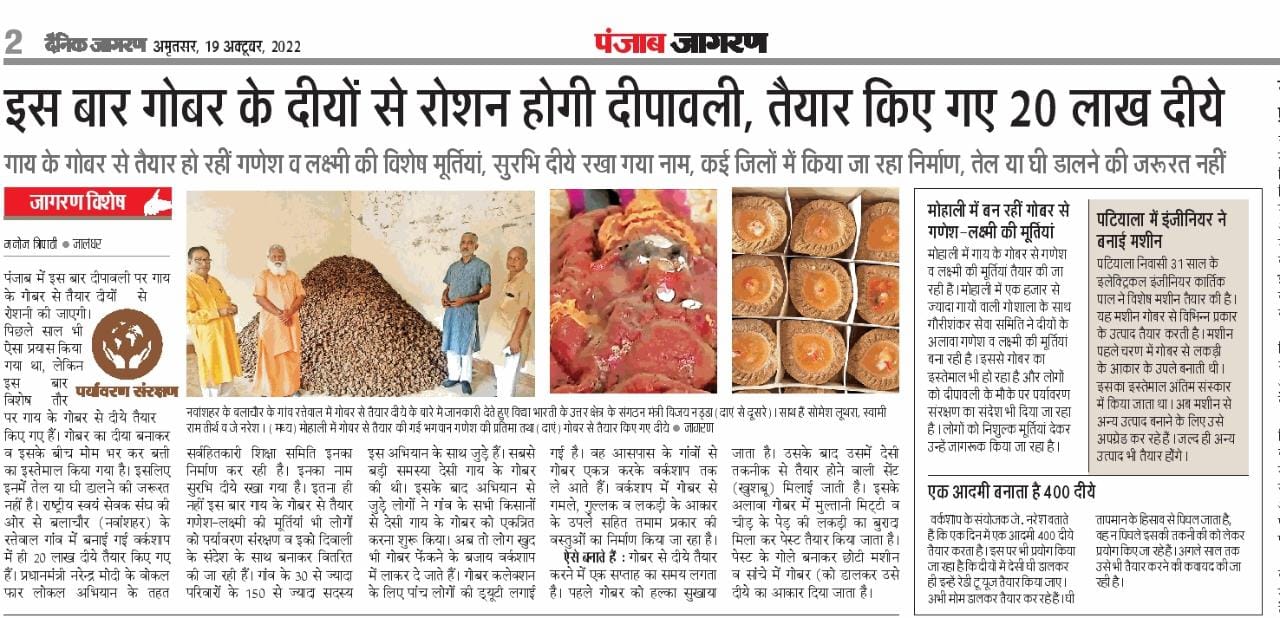 2 दैनिक जागरण अमृतसर, 19 अक्टूबर, 2022
पंजाब जागरण
इस बार गोबर के दीयों से रोशन होगी दीपावली, तैयार किए गए 20 लाख दीये
गाय के गोबर से तैयार हो रहीं गणेश व लक्ष्मी की विशेष मूर्तियां, सुरभि दीये रखा गया नाम, कई जिलों में किया जा रहा निर्माण, तेल या घी डालने की जरूरत नहीं
जागरण विशेष
मनोज त्रिपाठी ● जालंधर
पंजाब में इस बार दीपावली पर गाय
के गोबर से तैयार दीयों से
रोशनी की जाएगी।
पिछले साल भी
ऐसा प्रयास किया
गया था, लेकिन
इस बार
विशेष तौर
पर्यावरण संरक्षण
पर गाय के गोबर से दीये तैयार
किए गए हैं। गोबर का दीया बनाकर
व इसके बीच मोम भर कर बत्ती
का इस्तेमाल किया गया है। इसलिए
इनमें तेल या घी डालने की जरूरत
नहीं है। राष्ट्रीय स्वयं सेवक संघ की
ओर से बलाचौर (नवांशहर) के
रत्तेवाल गांव में बनाई गई वर्कशाप
में ही 20 लाख दीये तैयार किए गए
हैं। प्रधानमंत्री नरेन्द्र मोदी के वोकल
फार लोकल अभियान के तहत
नवांशहर के बलाचौर के गांव रत्तेवाल में गोबर से तैयार दीये के बारे में जानकारी देते हुए विद्या भारती के उत्तर क्षेत्र के संगठन मंत्री विजय नड्डा (दाएं से दूसरे)। साथ हैं सोमेश लूथरा, स्वामी
राम तीर्थ व जे नरेश। (मध्य) मोहाली में गोबर से तैयार की गई भगवान गणेश की प्रतिमा तथा (दाएं) गोबर से तैयार किए गए दीये ● जागरण
सर्वहितकारी शिक्षा समिति इनका
निर्माण कर रही है। इनका नाम
सुरभि दीये रखा गया है। इतना ही
नहीं इस बार गाय के गोबर से तैयार
गणेश-लक्ष्मी की मूर्तियां भी लोगों
को पर्यावरण संरक्षण व इको दिवाली
के संदेश के साथ बनाकर वितरित
की जा रही हैं। गांव के 30 से ज्यादा
परिवारों के 150 से ज्याद सदस्य
इस अभियान के साथ जुड़े हैं। सबसे
बड़ी समस्या देसी गाय के गोबर
की थी। इसके बाद अभियान से
जुड़े लोगों ने गांव के सभी किसानों
से देसी गाय के गोबर को एकत्रित
करना शुरू किया। अब तो लोग खुद
भी गोबर फेंकने के बजाय वर्कशाप
में लाकर दे जाते हैं। गोबर कलेक्शन
के लिए पांच लोगों की ड्यूटी लगाई
गई है। वह आसपास के गांवों से
गोबर एकत्र करके वर्कशाप तक
ले आते हैं। वर्कशाप में गोबर से
गमले, गुल्लक व लकड़ी के आकार
के उपले सहित तमाम प्रकार की
वस्तुओं का निर्माण किया जा रहा है।
ऐसे बनाते हैं : गोबर से दीये तैयार
करने में एक सप्ताह का समय लगता
है। पहले गोबर को हल्का सुखाया
जाता है। उसके बाद उसमें देसी
तकनीक से तैयार होने वाली सेंट
(खुशबू) मिलाई जाती है। इसके
अलावा गोबर में मुल्तानी मिट्टी व
चीड़ के पेड़ की लकड़ी का बुरादा
मिला कर पेस्ट तैयार किया जाता है।
पेस्ट के गोले बनाकर छोटी मशीन
व सांचे में गोबर (को डालकर उसे
दीये का आकार दिया जाता है।
मोहाली में बन रहीं गोबर से
गणेश-लक्ष्मी की मूर्तियां
मोहाली में गाय के गोबर से गणेश
व लक्ष्मी की मूर्तियां तैयार की जा
रही है। मोहाली में एक हजार से
ज्यादा गायों वाली गोशाला के साथ
गौरीशंकर सेवा समिति ने दीयों के
अलावा गणेश व लक्ष्मी की मूर्तियां
बना रही है। इससे गोबर का
इस्तेमाल भी हो रहा है और लोगों
को दीपावली के मौके पर पर्यावरण
संरक्षण का संदेश भी दिया जा रहा
है। लोगों को निशुल्क मूर्तियां देकर
उन्हें जागरूक किया जा रहा है।
पटियाला में इंजीनियर ने
बनाई मशीन
पटियाला निवासी 31 साल के
इलेक्ट्रिकल इंजीनियर कार्तिक
पाल ने विशेष मशीन तैयार की है।
यह मशीन गोबर से विभिन्न प्रकार
के उत्पाद तैयार करती है। मशीन
पहले चरण में गोबर से लकड़ी
के आकार के उपले बनाती थी।
इसका इस्तेमाल अंतिम संस्कार
में किया जाता था। अब मशीन से
अन्य उत्पाद बनाने के लिए उसे
अपग्रेड कर रहे हैं। जल्द ही अन्य
उत्पाद भी तैयार होंगे।
एक आदमी बनाता है 400 दीये
वर्कशाप के संयोजक जे. नरेश बताते
है कि एक दिन में एक आदमी 400 दीये
तैयार करता है। इस पर भी प्रयोग किया
जा रहा है कि दीये में देसी घी डालकर
ही इन्हें रेडी टू यूज तैयार किया जाए।
अभी मोम डालकर तैयार कर रहे हैं। घी
तापमान के हिसाब से पिघल जाता है,
वह न पिघले इसकी तकनीकी को लेकर
प्रयोग किए जा रहे हैं। अगले साल तक
उसे भी तैयार करने की कवायद की जा
रही है।